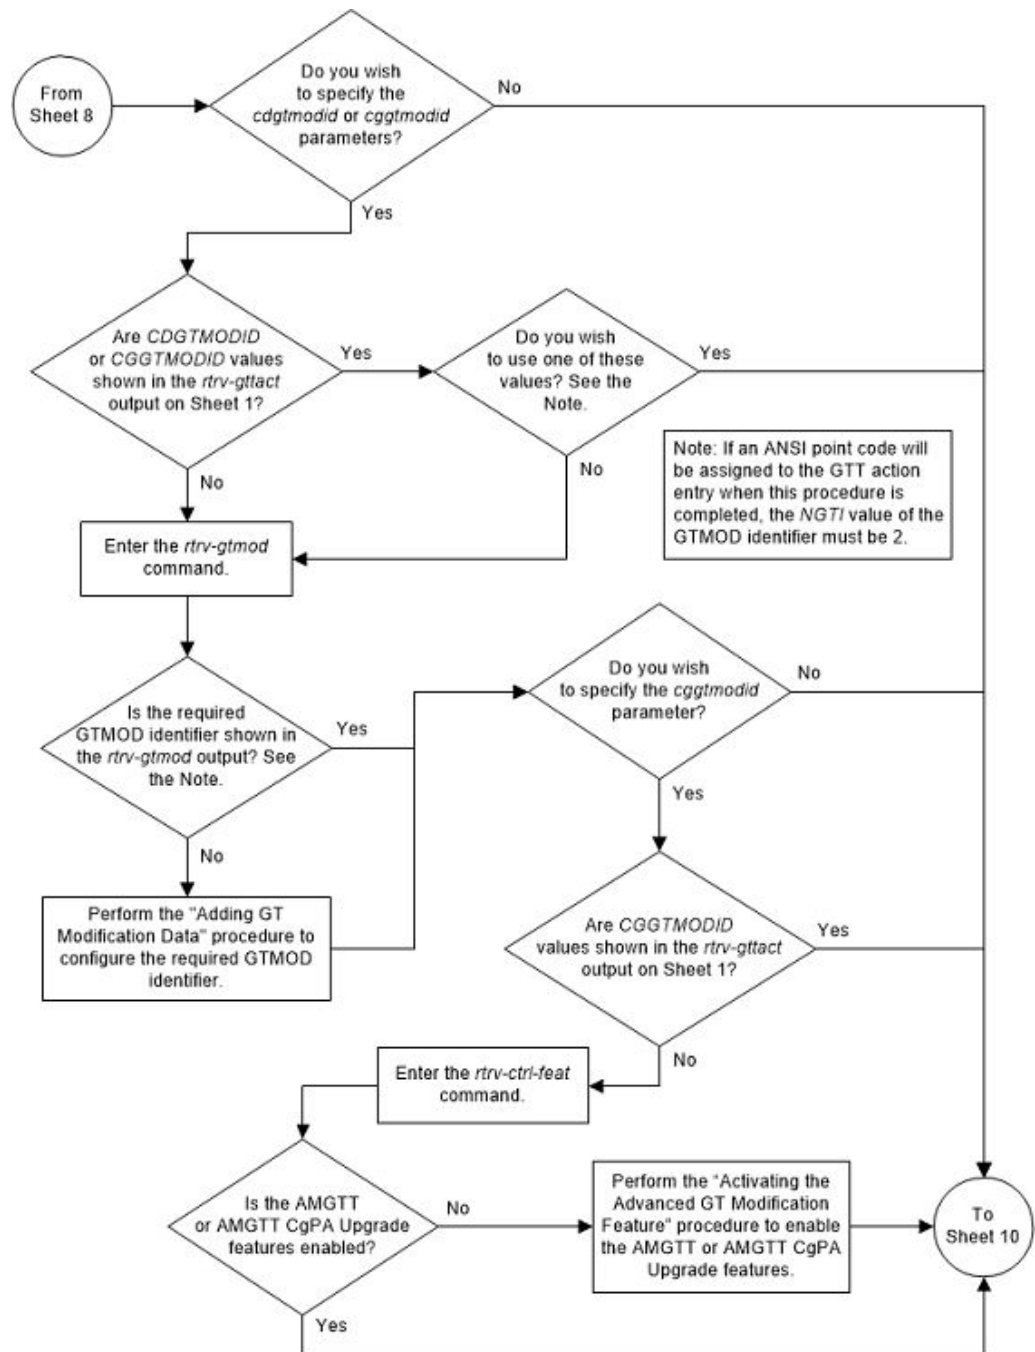 From
Sheet 8
Do you wish
to specify the
cdgtmodid or cggtmodid
parameters?
No
Yes
Are CDGTMODID
or CGGTMODID values
shown in the rtrv-gttact
output on Sheet 1?
Yes
Do you wish
to use one of these
values? See the
Note.
Yes
No
No
Note: If an ANSI point code will
be assigned to the GTT action
entry when this procedure is
completed, the NGTI value of the
GTMOD identifier must be 2.
Enter the rtrv-gtmod
command.
Is the required
GTMOD identifier shown in
the rtrv-gtmod output? See
the Note.
Yes
No
Do you wish
to specify the cggtmodid
parameter?
No
Yes
Perform the "Adding GT
Modification Data" procedure to
configure the required GTMOD
identifier.
Are CGGTMODID
values shown in the rtrv-gttact
output on Sheet 1?
Yes
No
Enter the rtrv-ctrl-feat
command.
Is the AMGTT
or AMGTT CgPA Upgrade
features enabled?
No
Yes
Perform the "Activating the
Advanced GT Modification
Feature" procedure to enable
the AMGTT or AMGTT CgPA
Upgrade features.
To
Sheet 10